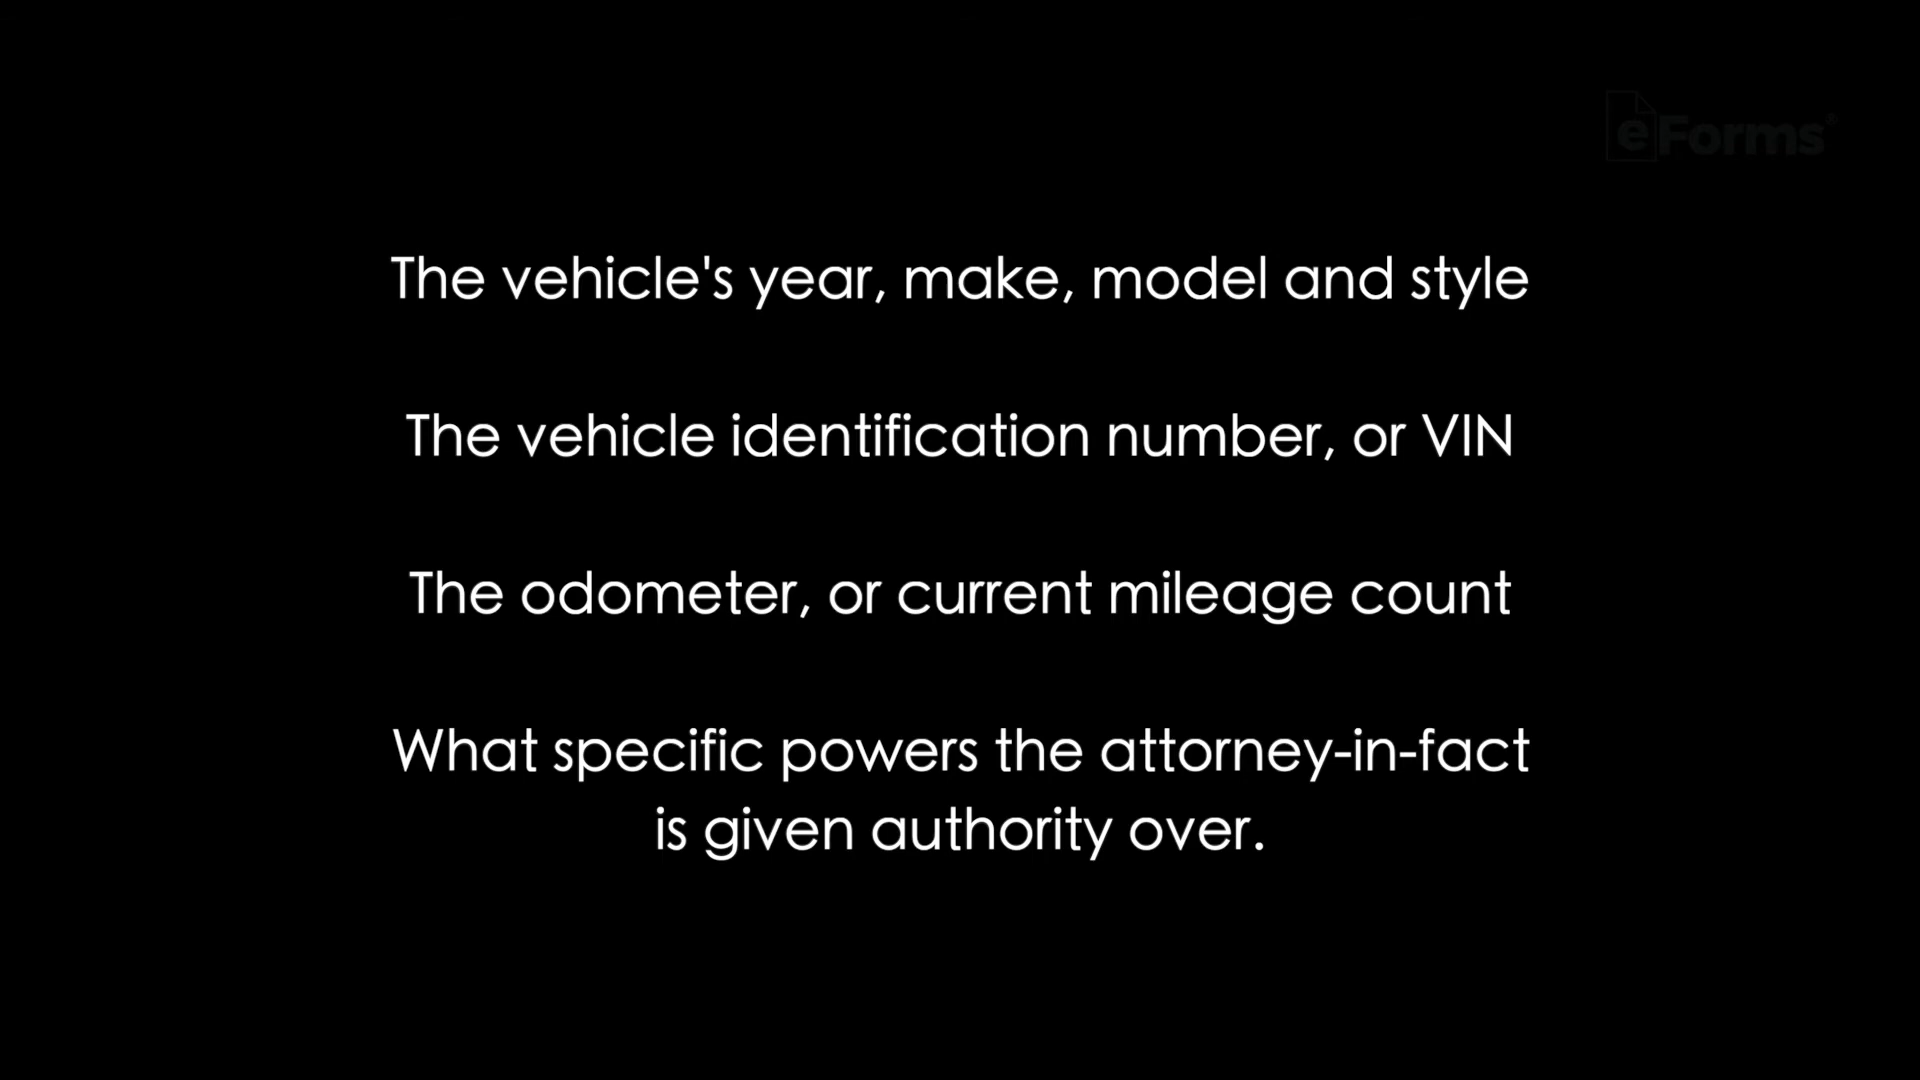 eForms®
The vehicle's year, make, model and style
The vehicle identification number, or VIN
The odometer, or current mileage count
What specific powers the attorney-in-fact
is given authority over.